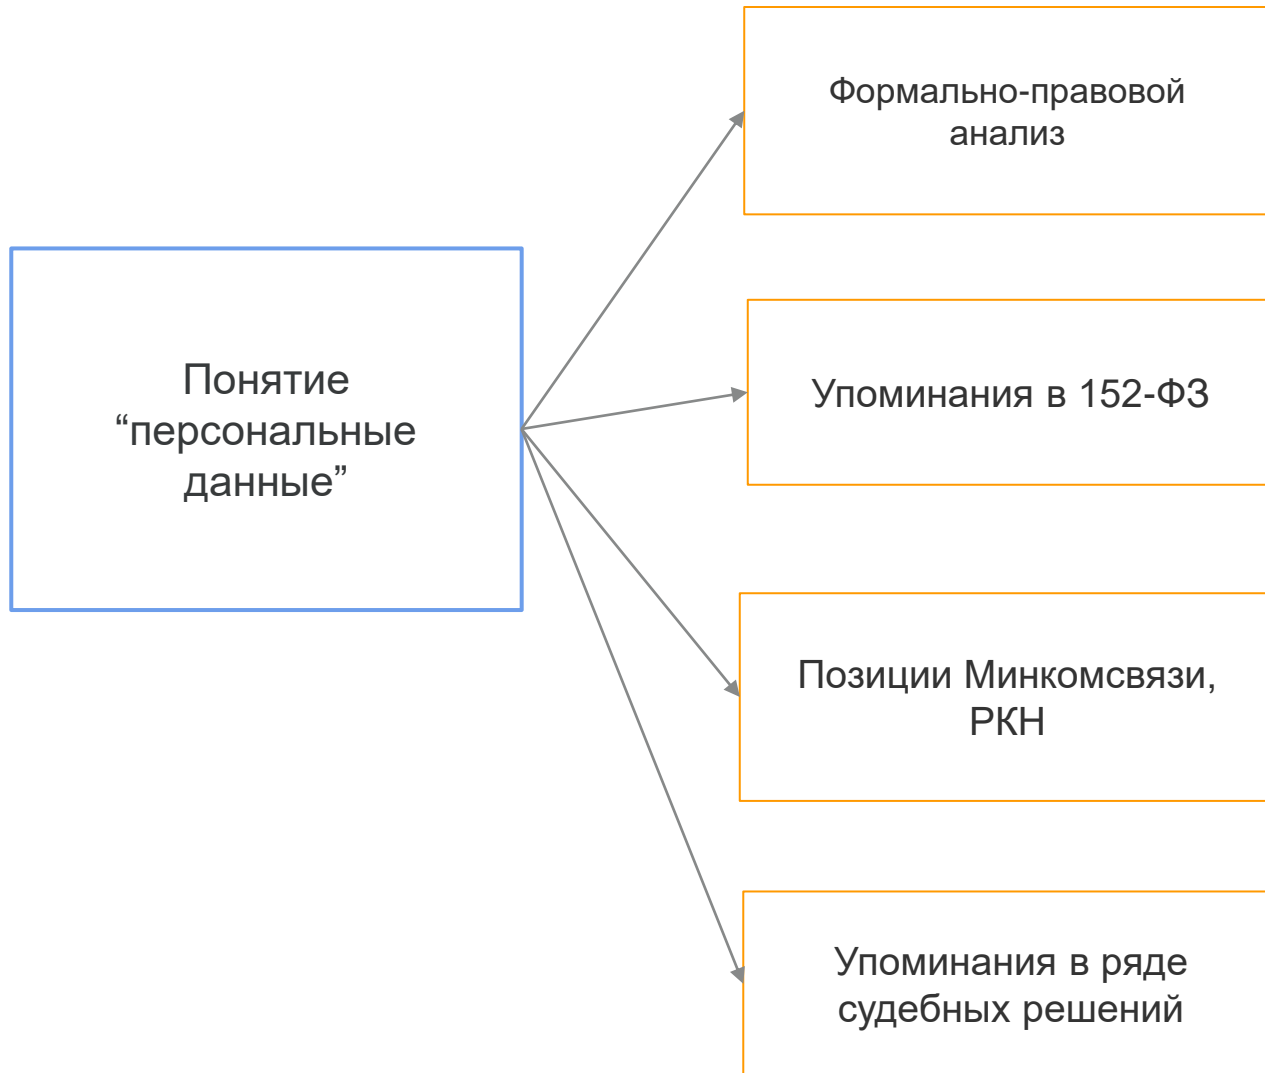 Формально-правовой
анализ
Понятие
“персональные
данные”
Упоминания в 152-ФЗ
Позиции Минкомсвязи,
РКН
Упоминания в ряде
судебных решений